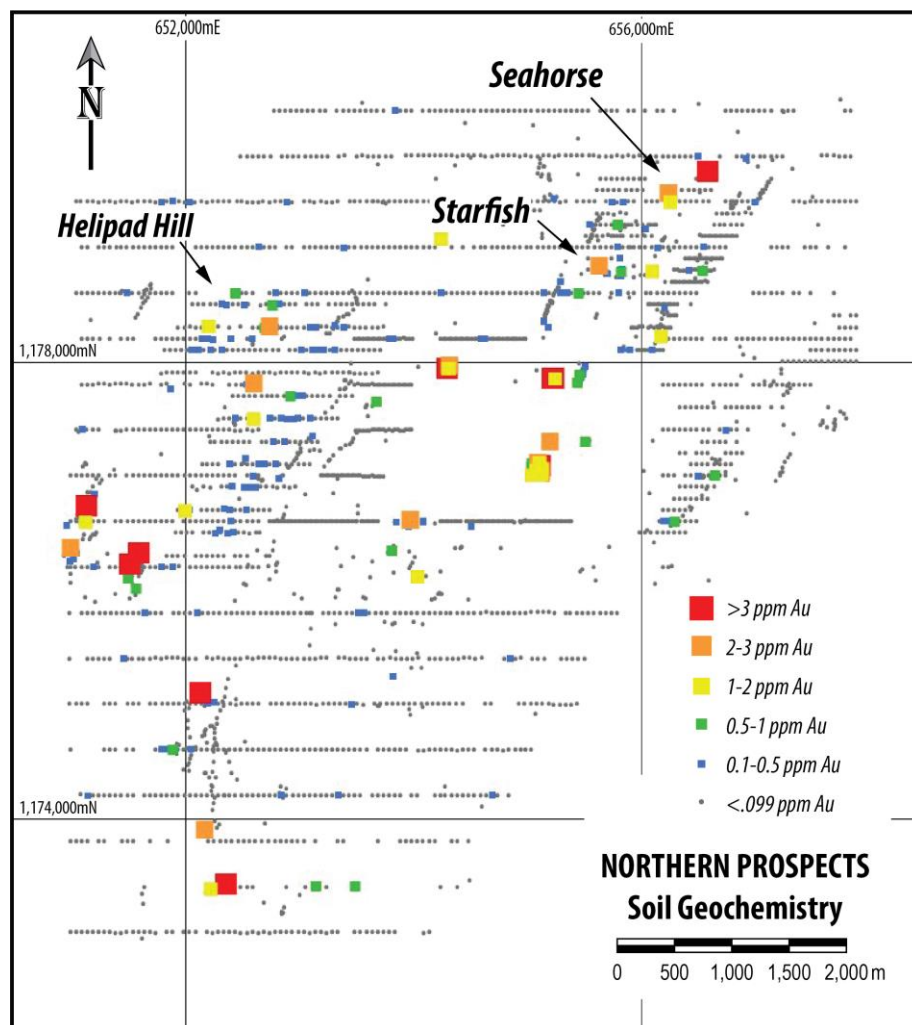 652,000mE
656,000mE
N
Seahorse
Starfish
Helipad Hill
1,178,000mN
>3 ppm Au
2-3 ppm Au
1-2 ppm Au
0.5-1 ppm Au
0.1-0.5 ppm Au
<.099 ppm Au
1,174,000mN
NORTHERN PROSPECTS
Soil Geochemistry
0 500 1,000 1,500 2,000 m